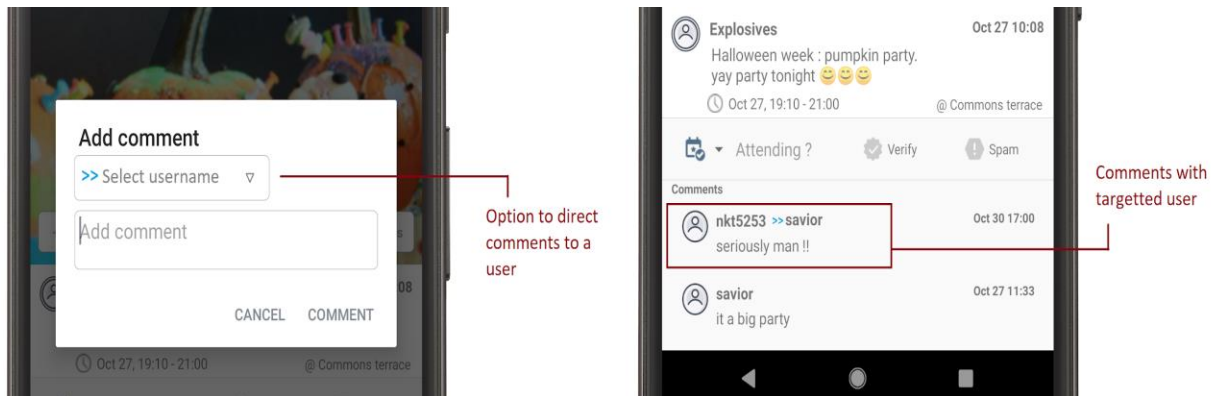 Add comment
>> Select username ▿
Add comment
CANCEL COMMENT
08
Oct 27, 19:10 - 21:00 @ Commons terrace
Option to direct
comments to a
user
Explosives Oct 27 10:08
Halloween week : pumpkin party.
yay party tonight 😊😊😊
Oct 27, 19:10 - 21:00 @ Commons terrace
Attending ? Verify Spam
Comments
nkt5253 >> savior Oct 30 17:00
seriously man !!
savior Oct 27 11:33
it a big party
Comments with
targetted user